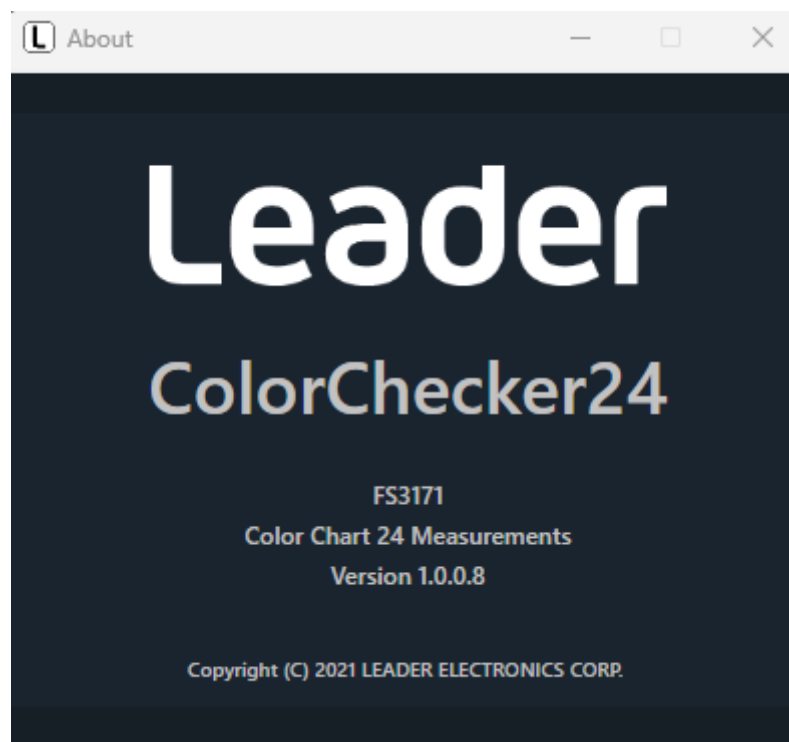 L About
Leader
ColorChecker24
FS3171
Color Chart 24 Measurements
Version 1.0.0.8
Copyright (C) 2021 LEADER ELECTRONICS CORP.